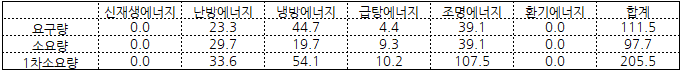 신재생에너지 난방에너지 냉방에너지 급탕에너지 조명에너지 환기에너지 합계
요구량 0.0 23.3 44.7 4.4 39.1 0.0 111.5
소요량 0.0 29.7 19.7 9.3 39.1 0.0 97.7
1차소요량 0.0 33.6 54.1 10.2 107.5 0.0 205.5